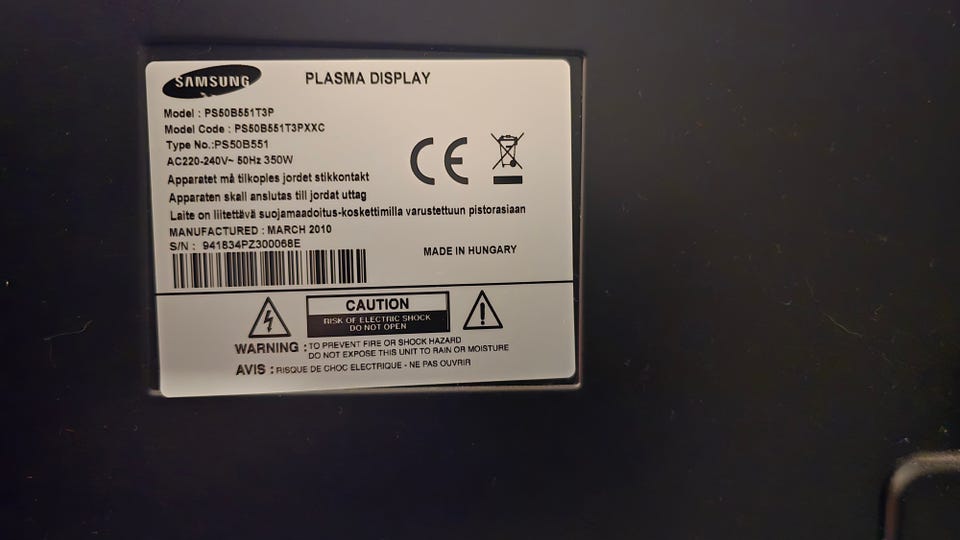 SAMSUNG
PLASMA DISPLAY
Model : PS50B551T3P
Model Code : PS50B551T3PXXC
Type No.:PS50B551
AC220-240V~ 50Hz 350W
Apparatet må tilkoples jordet stikkontakt
Apparaten skall anslutas till jordat uttag
Laite on liitettävä suojamaadoitus-koskettimilla varustettuun pistorasiaan
MANUFACTURED : MARCH 2010
S/N : 941834PZ300068E
MADE IN HUNGARY
CAUTION
RISK OF ELECTRIC SHOCK
DO NOT OPEN
WARNING : TO PREVENT FIRE OR SHOCK HAZARD
DO NOT EXPOSE THIS UNIT TO RAIN OR MOISTURE
AVIS : RISQUE DE CHOC ELECTRIQUE - NE PAS OUVRIR